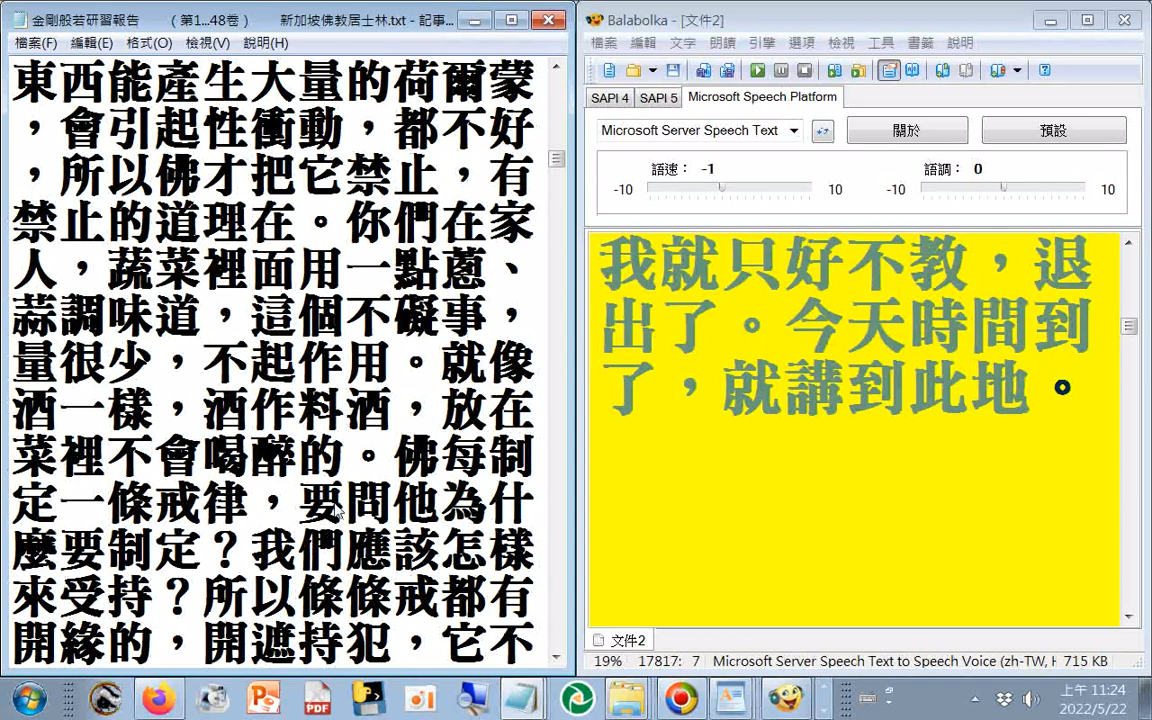 金剛般若研習報告　（第1...48卷）　新加坡佛教居士林.txt - 記事...
檔案(F) 編輯(E) 格式(O) 檢視(V) 說明(H)
東西能產生大量的荷爾蒙
，會引起性衝動，都不好
，所以佛才把它禁止，有
禁止的道理在。你們在家
人，蔬菜裡面用一點蔥、
蒜調味道，這個不礙事，
量很少，不起作用。就像
酒一樣，酒作料酒，放在
菜裡不會喝醉的。佛每制
定一條戒律，要問他為什
麼要制定？我們應該怎樣
來受持？所以條條戒都有
開緣的，開遮持犯，它不
Balabolka - [文件2]
檔案 編輯 文字 朗讀 引擎 選項 檢視 工具 書籤 說明
SAPI 4 SAPI 5 Microsoft Speech Platform
Microsoft Server Speech Text 關於 預設
語速： -1 語調： 0
-10 10 -10 10
我就只好不教，退
出了。今天時間到
了，就講到此地。
文件2
19% 17817: 7 Microsoft Server Speech Text to Speech Voice (zh-TW, H 715 KB
PDF
上午 11:24
2022/5/22